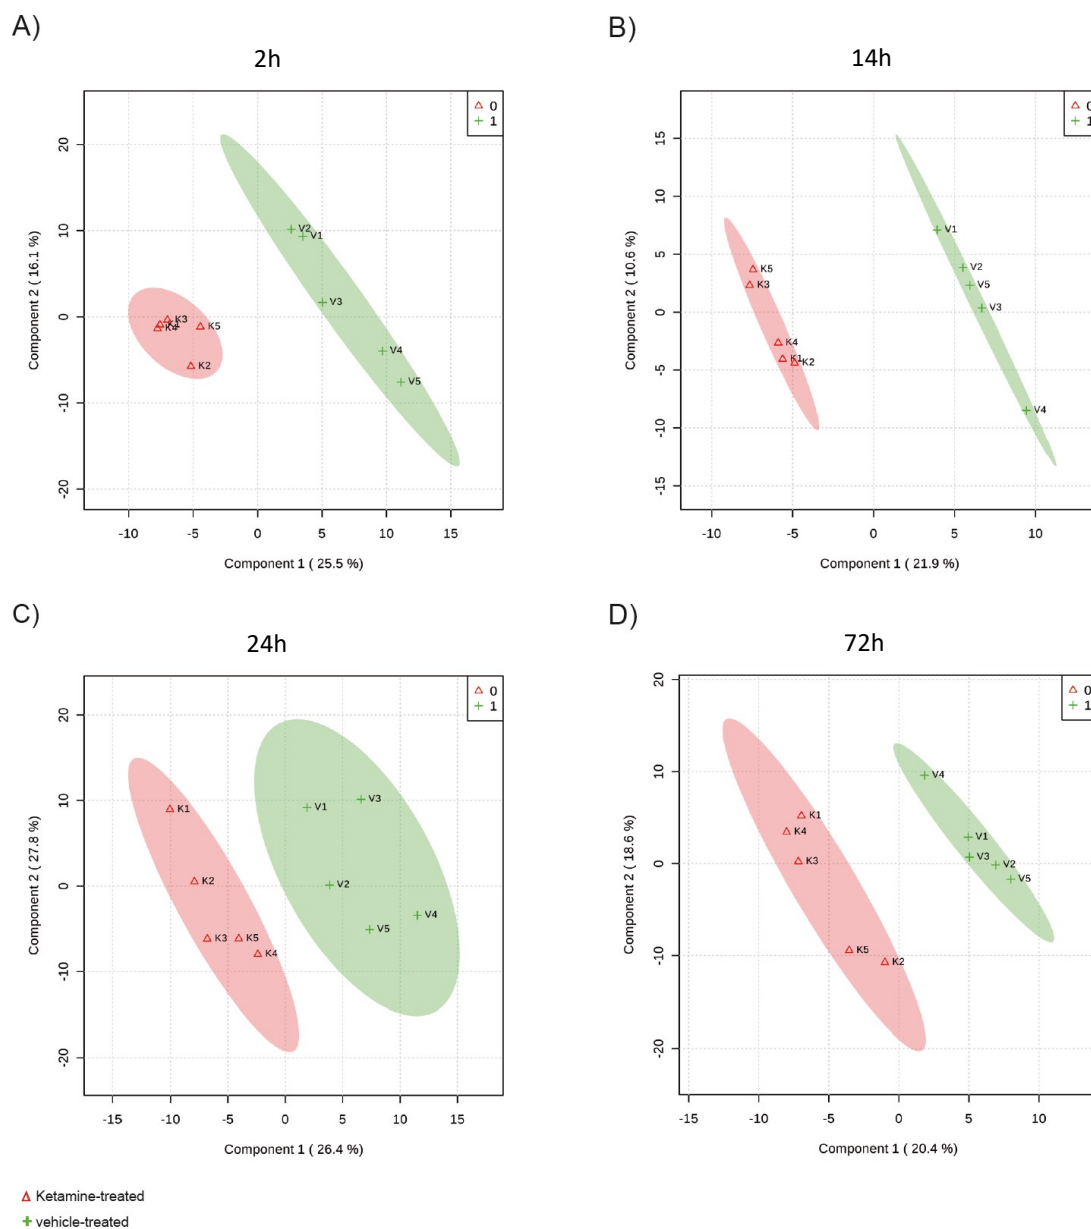 A)
2h
0
1
20
10
0
-10
-20
Component 2 ( 16.1 %)
V2
V1
V3
V4
V5
K3
K4
K5
K2
-10
-5
0
5
10
15
Component 1 ( 25.5 %)
B)
14h
0
1
15
10
5
0
-5
-10
-15
Component 2 ( 10.6 %)
K5
K3
K4
K1
K2
V1
V2
V5
V3
V4
-10
-5
0
5
10
Component 1 ( 21.9 %)
C)
24h
0
1
20
10
0
-10
-20
Component 2 ( 27.8 %)
K1
K2
K3
K5
K4
V1
V3
V2
V4
V5
-15
-10
-5
0
5
10
15
Component 1 ( 26.4 %)
D)
72h
0
1
20
10
0
-10
-20
Component 2 ( 18.6 %)
K1
K4
K3
K5
K2
V4
V1
V3
V2
V5
-15
-10
-5
0
5
10
Component 1 ( 20.4 %)
Ketamine-treated
vehicle-treated